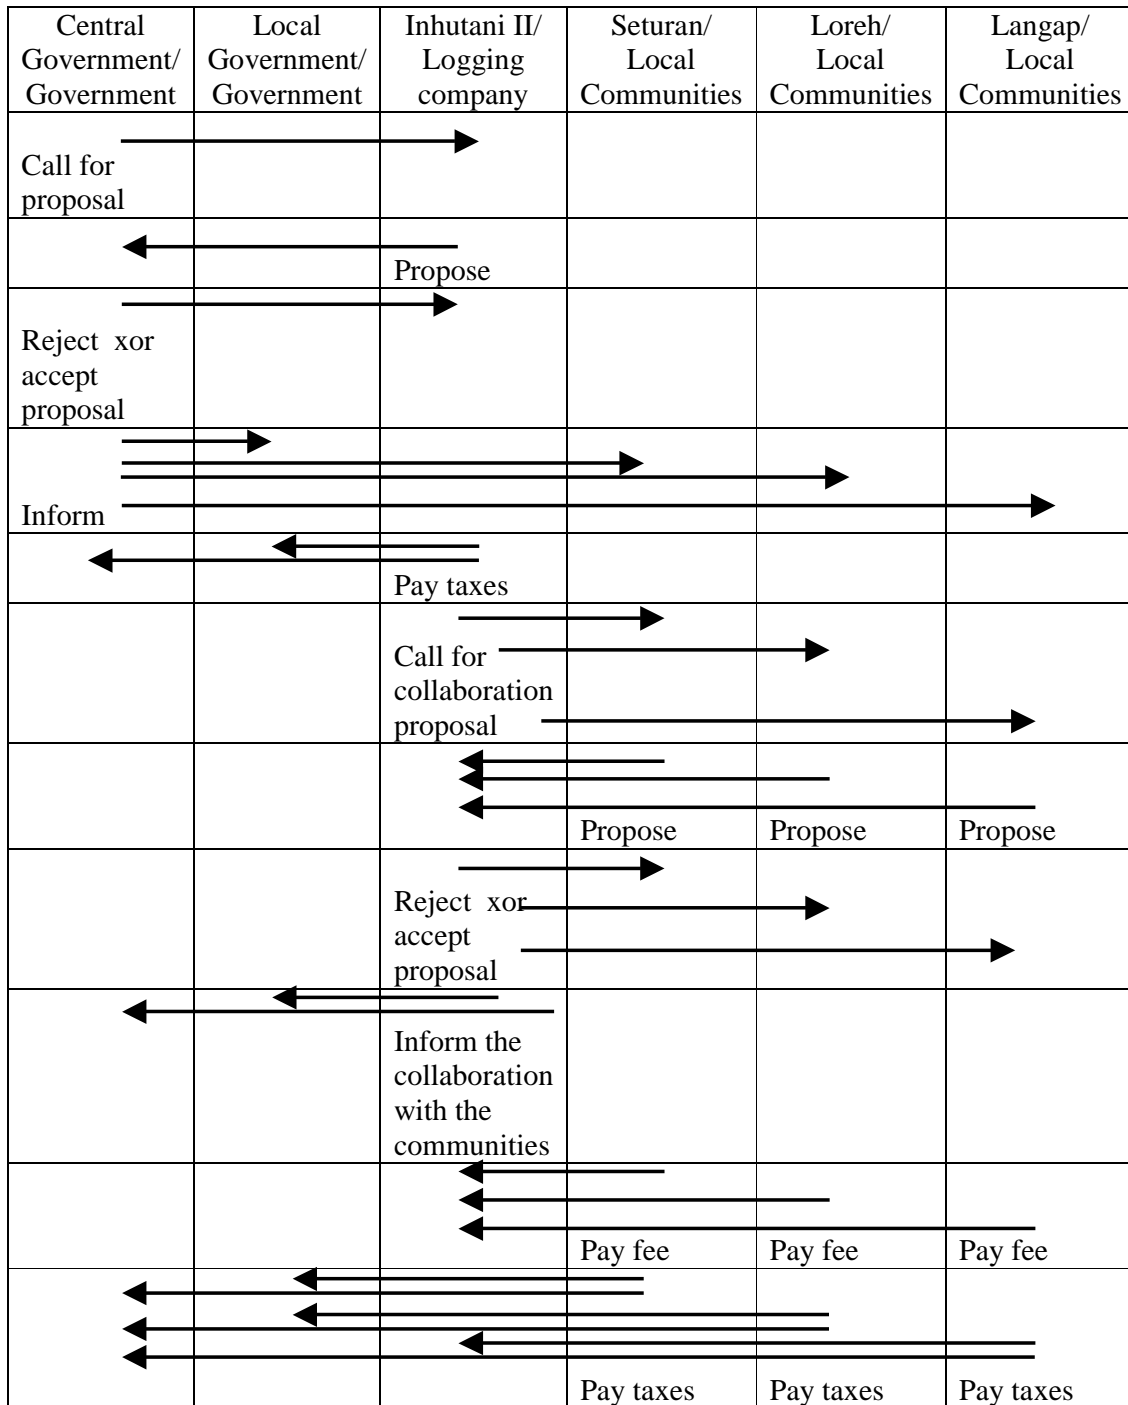 Central
Government/
Government
Local
Government/
Government
Inhutani II/
Logging
company
Seturan/
Local
Communities
Loreh/
Local
Communities
Langap/
Local
Communities
Call for
proposal
Propose
Reject xor
accept
proposal
Inform
Pay taxes
Call for
collaboration
proposal
Propose
Propose
Propose
Reject xor
accept
proposal
Inform the
collaboration
with the
communities
Pay fee
Pay fee
Pay fee
Pay taxes
Pay taxes
Pay taxes